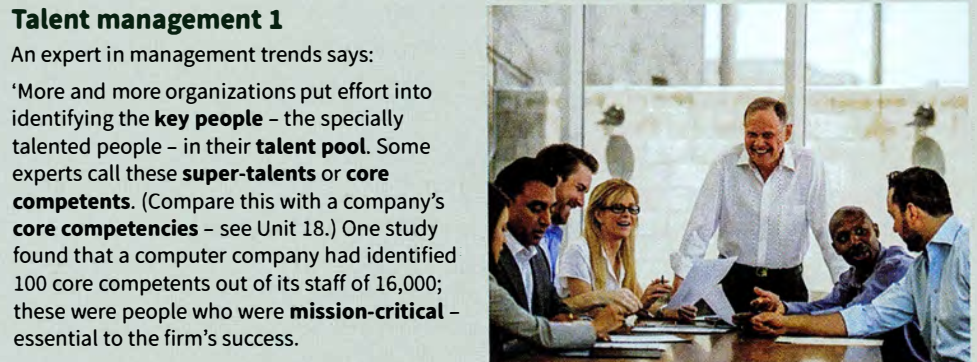 Talent management 1
An expert in management trends says:
‘More and more organizations put effort into
identifying the key people – the specially
talented people – in their talent pool. Some
experts call these super-talents or core
competents. (Compare this with a company’s
core competencies – see Unit 18.) One study
found that a computer company had identified
100 core competents out of its staff of 16,000;
these were people who were mission-critical –
essential to the firm’s success.